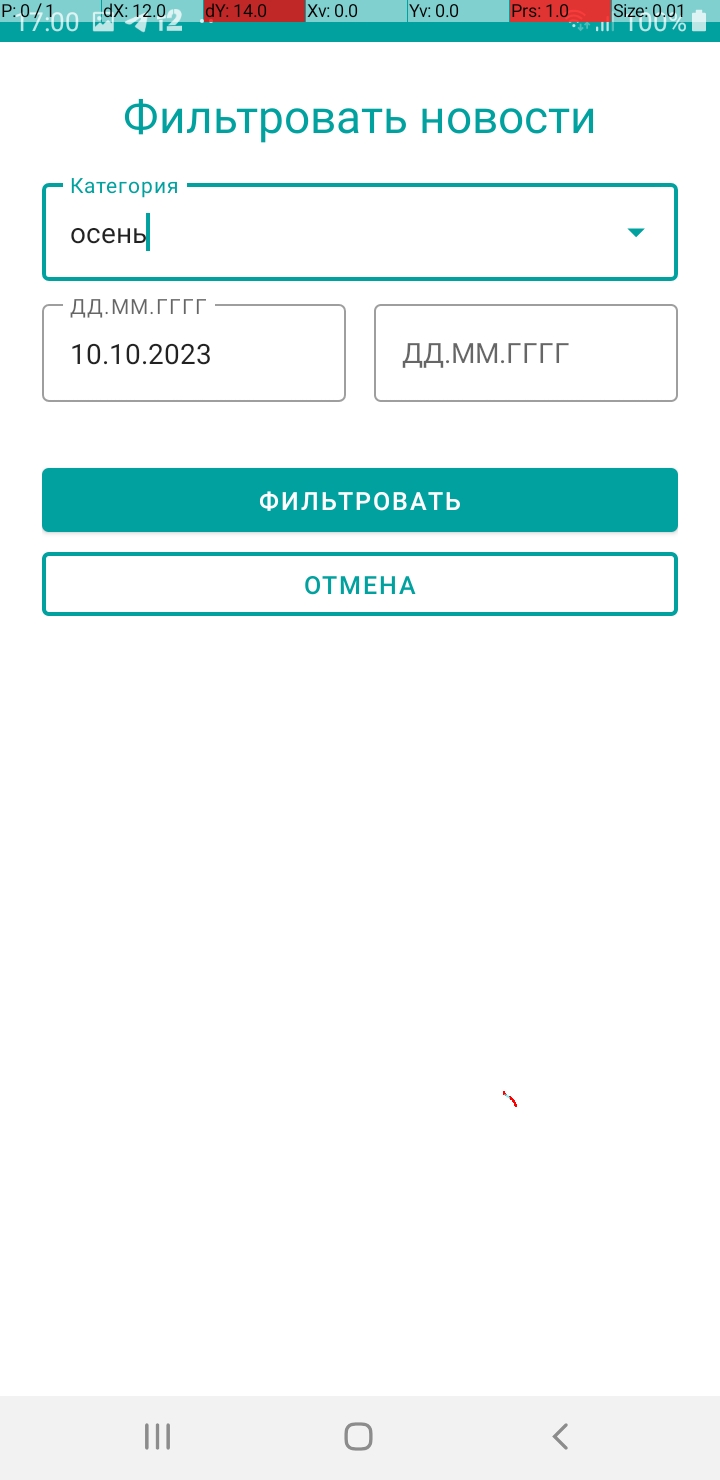 P: 0 / 1 dX: 12.0 dY: 14.0 Xv: 0.0 Yv: 0.0 Prs: 1.0 Size: 0.01
17:00 12 100%
Фильтровать новости
Категория
осень
ДД.ММ.ГГГГ
10.10.2023 ДД.ММ.ГГГГ
ФИЛЬТРОВАТЬ
ОТМЕНА